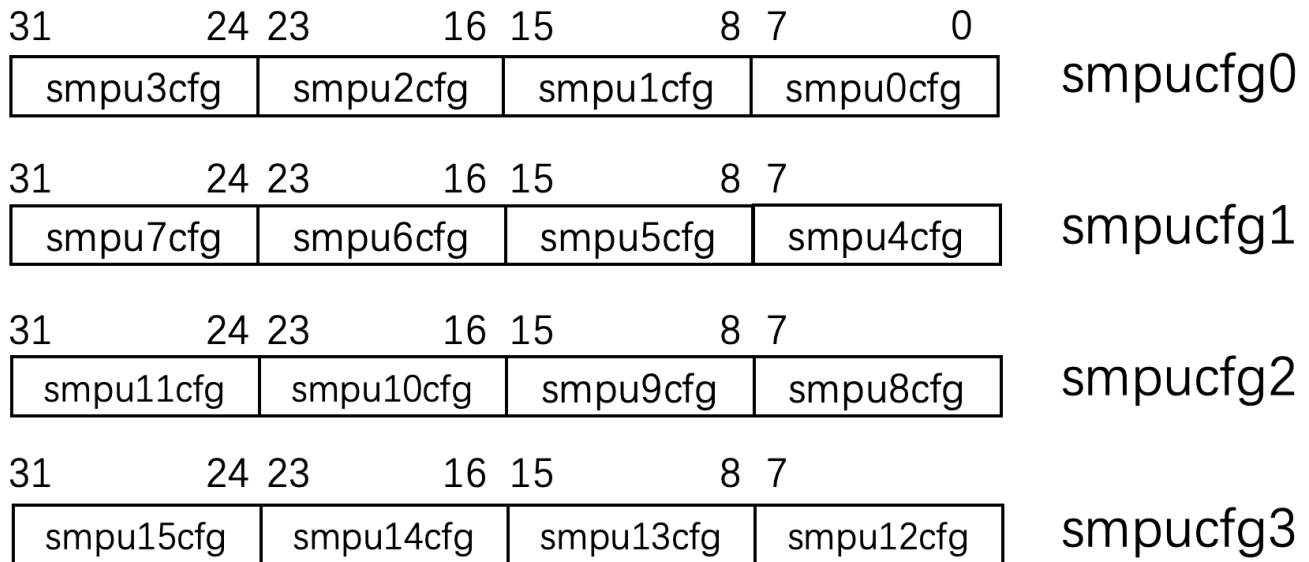 31 24 23 16 15 8 7 0
smpu3cfg smpu2cfg smpu1cfg smpu0cfg smpucfg0
31 24 23 16 15 8 7
smpu7cfg smpu6cfg smpu5cfg smpu4cfg smpucfg1
31 24 23 16 15 8 7
smpu11cfg smpu10cfg smpu9cfg smpu8cfg smpucfg2
31 24 23 16 15 8 7
smpu15cfg smpu14cfg smpu13cfg smpu12cfg smpucfg3